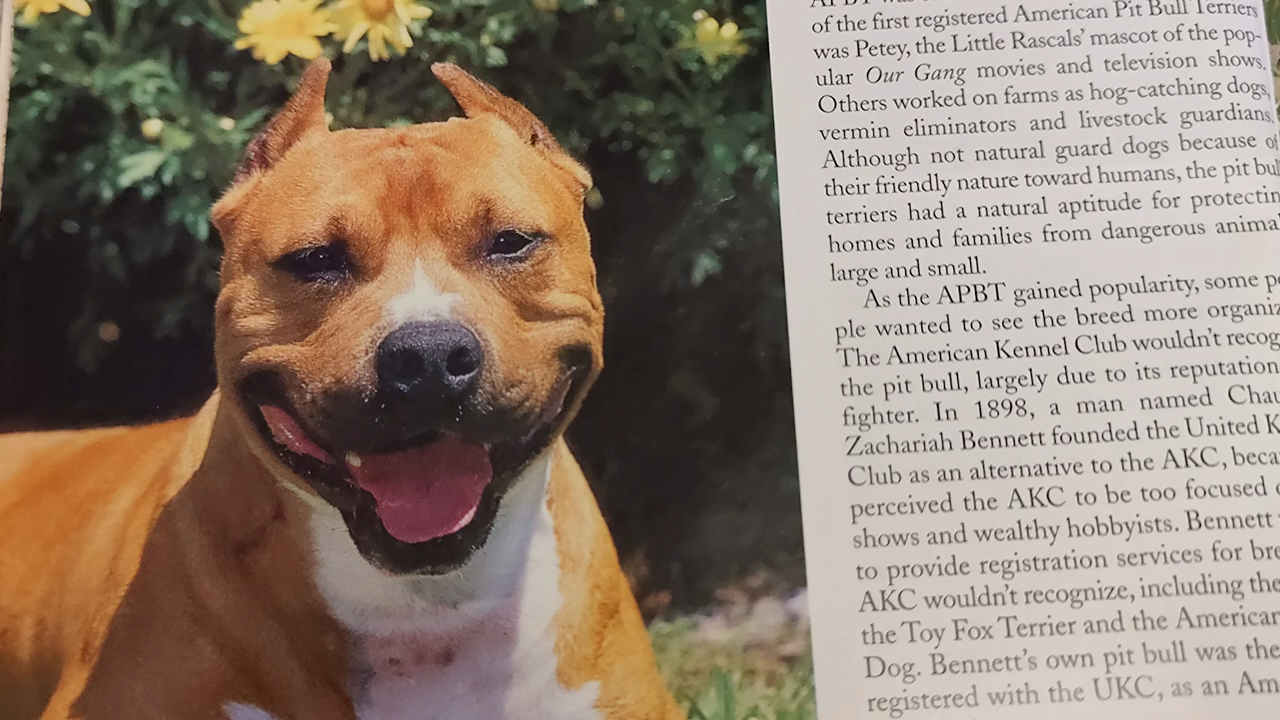 of the first registered American Pit Bull Terriers
was Petey, the Little Rascals' mascot of the pop-
ular Our Gang movies and television shows.
Others worked on farms as hog-catching dogs,
vermin eliminators and livestock guardians.
Although not natural guard dogs because of
their friendly nature toward humans, the pit bul
terriers had a natural aptitude for protectin
homes and families from dangerous anima
large and small.
As the APBT gained popularity, some p
ple wanted to see the breed more organiz
The American Kennel Club wouldn't recog
the pit bull, largely due to its reputation
fighter. In 1898, a man named Chau
Zachariah Bennett founded the United K
Club as an alternative to the AKC, beca
perceived the AKC to be too focused
shows and wealthy hobbyists. Bennett
to provide registration services for bre
AKC wouldn't recognize, including the
the Toy Fox Terrier and the American
Dog. Bennett's own pit bull was the
registered with the UKC, as an Am